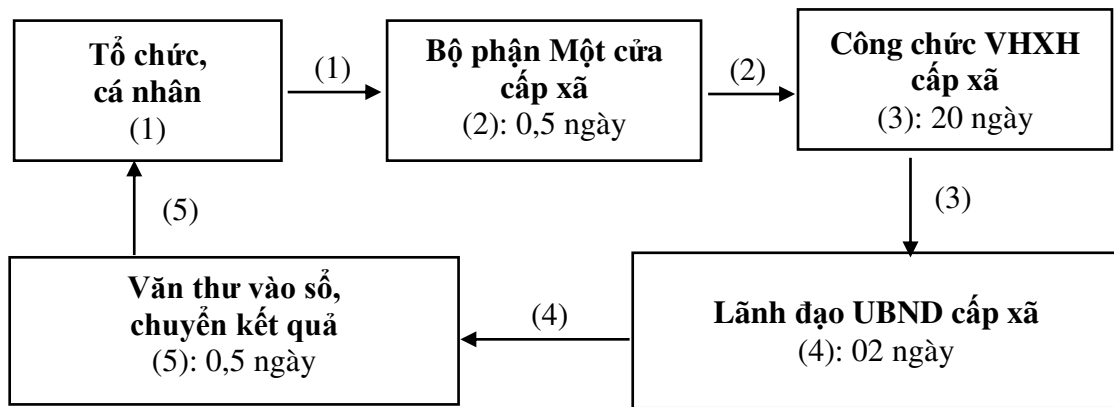 Tổ chức,
cá nhân
(1)
(1)
Bộ phận Một cửa
cấp xã
(2): 0,5 ngày
(2)
Công chức VHXH
cấp xã
(3): 20 ngày
(3)
Lãnh đạo UBND cấp xã
(4): 02 ngày
(4)
Văn thư vào sổ,
chuyển kết quả
(5): 0,5 ngày
(5)